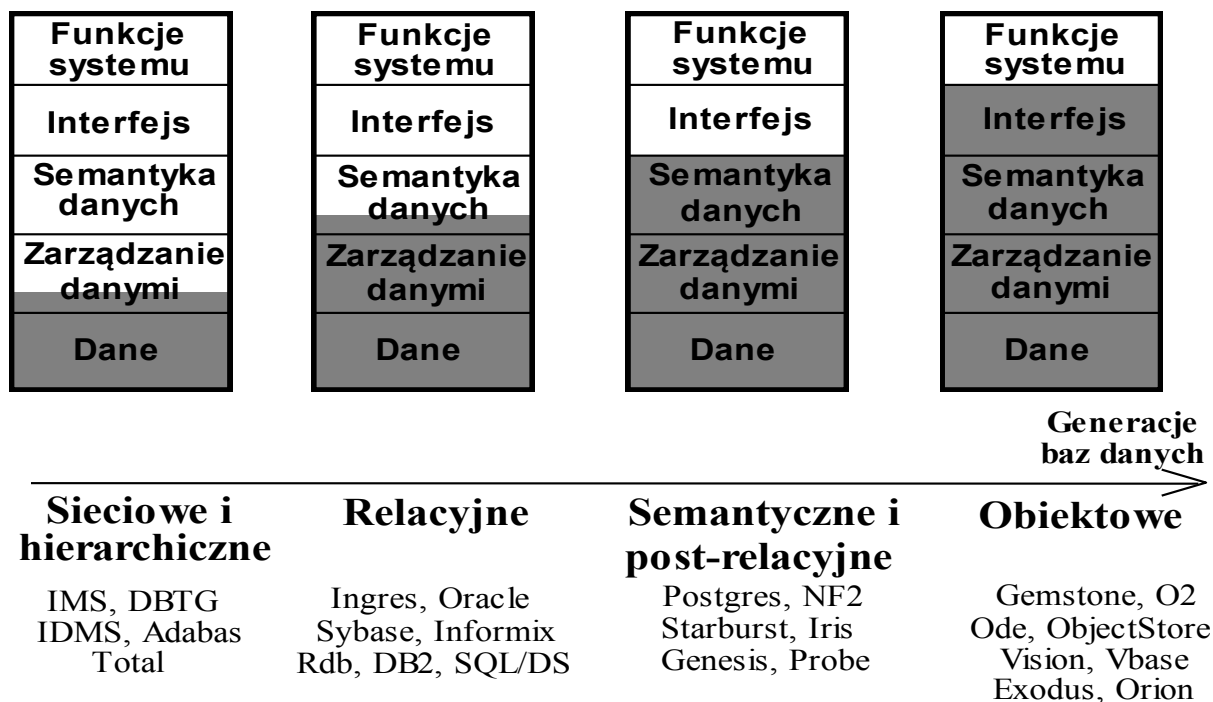 Funkcje
systemu
Interfejs
Semantyka
danych
Zarządzanie
danymi
Dane
Funkcje
systemu
Interfejs
Semantyka
danych
Zarządzanie
danymi
Dane
Funkcje
systemu
Interfejs
Semantyka
danych
Zarządzanie
danymi
Dane
Funkcje
systemu
Interfejs
Semantyka
danych
Zarządzanie
danymi
Dane
Generacje
baz danych
Sieciowe i
hierarchiczne
IMS, DBTG
IDMS, Adabas
Total
Relacyjne
Ingres, Oracle
Sybase, Informix
Rdb, DB2, SQL/DS
Semantyczne i
post-relacyjne
Postgres, NF2
Starburst, Iris
Genesis, Probe
Obiektowe
Gemstone, O2
Ode, ObjectStore
Vision, Vbase
Exodus, Orion